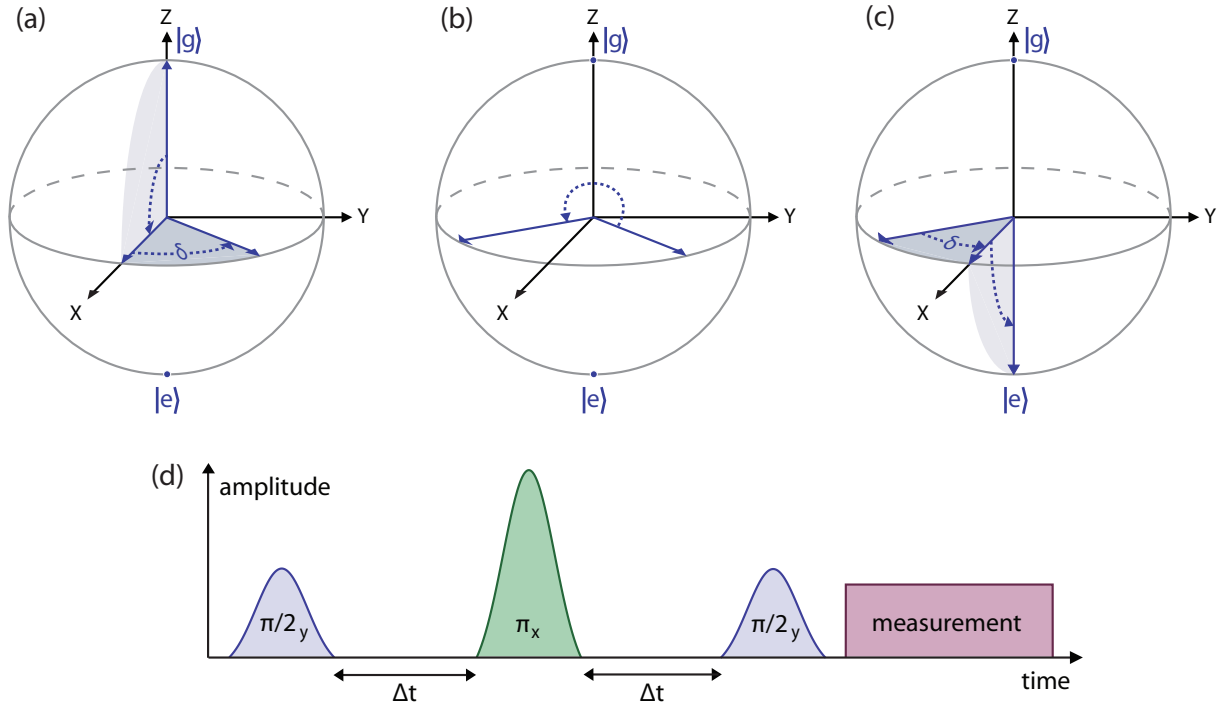 (a)
Z
|g⟩
Y
δ
X
|e⟩
(b)
Z
|g⟩
Y
X
|e⟩
(c)
Z
|g⟩
Y
δ
X
|e⟩
(d)
amplitude
π/2y
πx
π/2y
measurement
Δt
Δt
time